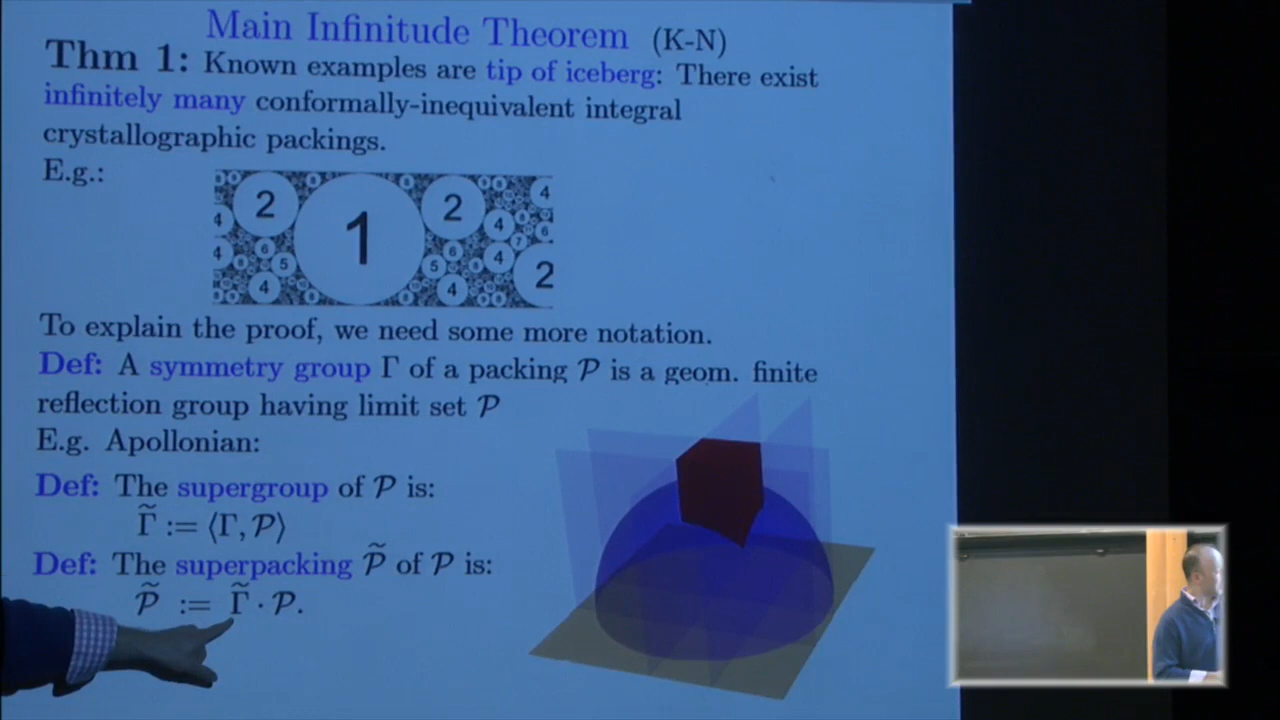 Main Infinitude Theorem (K-N)
Thm 1: Known examples are tip of iceberg: There exist
infinitely many conformally-inequivalent integral
crystallographic packings.
E.g.:
2 1 2 4
4 4 8 6
6 6 7
4 5 5 8 4
4 4 2
To explain the proof, we need some more notation.
Def: A symmetry group Γ of a packing 𝒫 is a geom. finite
reflection group having limit set 𝒫
E.g. Apollonian:
Def: The supergroup of 𝒫 is:
Γ̃ := ⟨Γ, 𝒫⟩
Def: The superpacking 𝒫̃ of 𝒫 is:
𝒫̃ := Γ̃ · 𝒫.